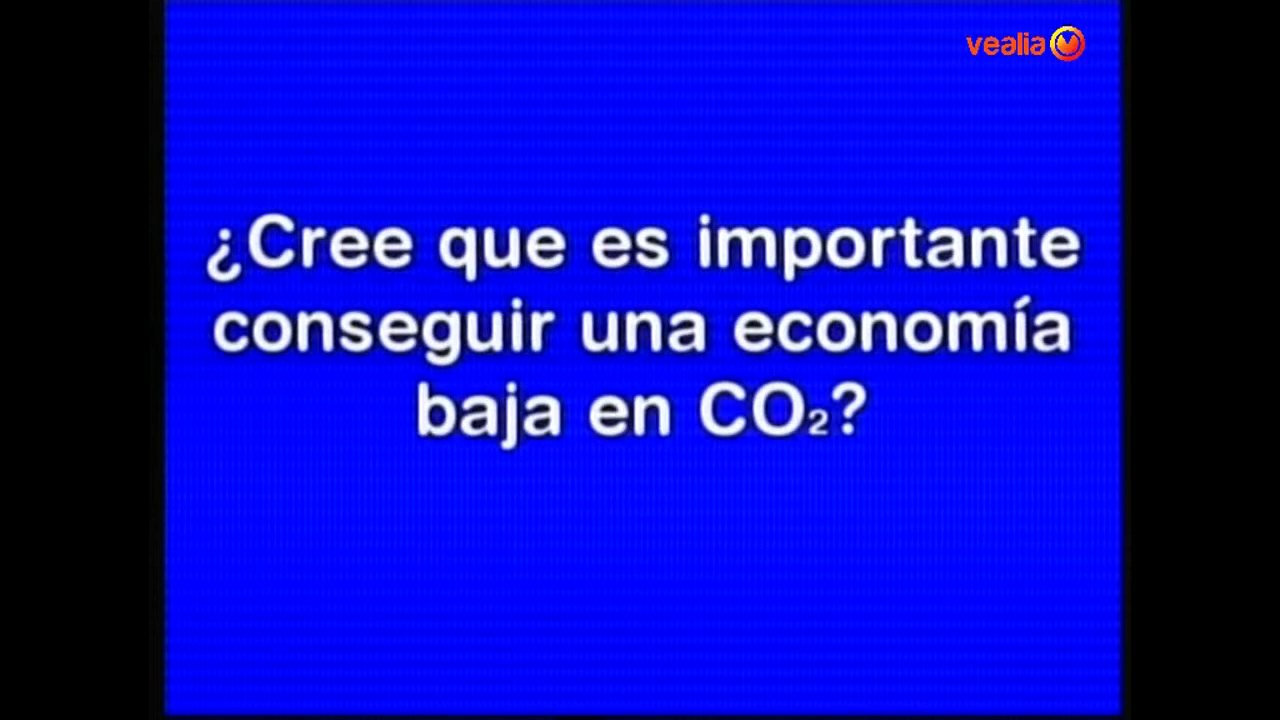 vealia
¿Cree que es importante
conseguir una economía
baja en CO₂?